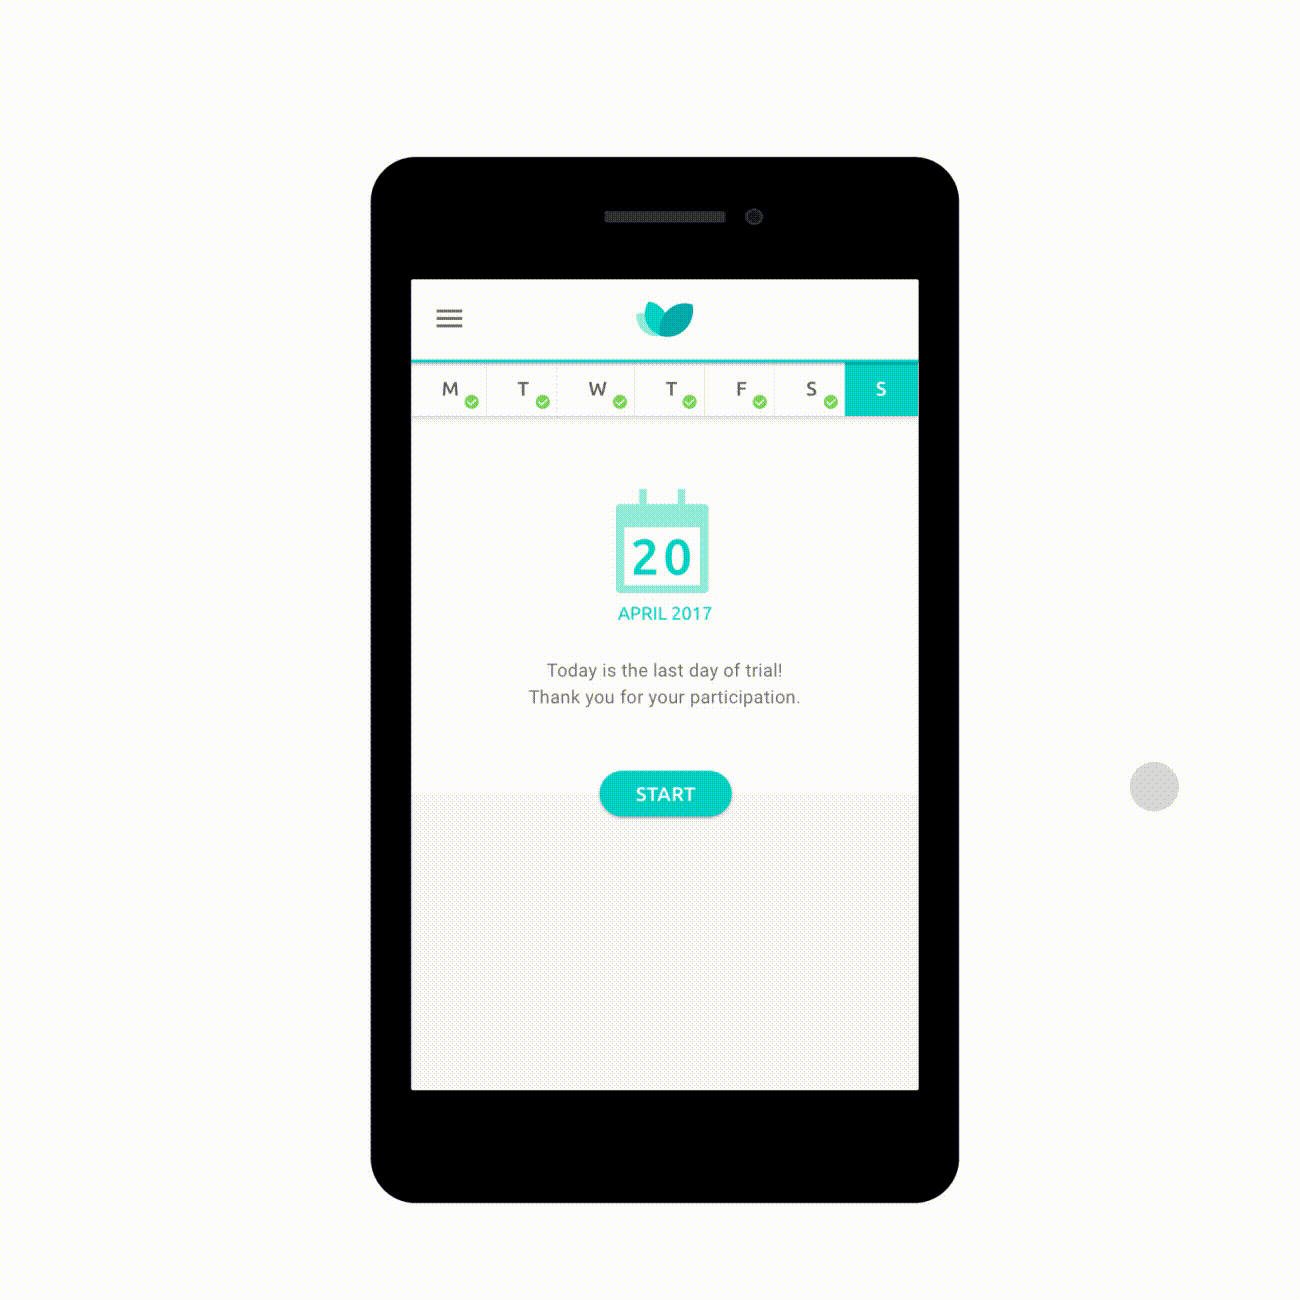 M T W T F S S
20
APRIL 2017
Today is the last day of trial!
Thank you for your participation.
START